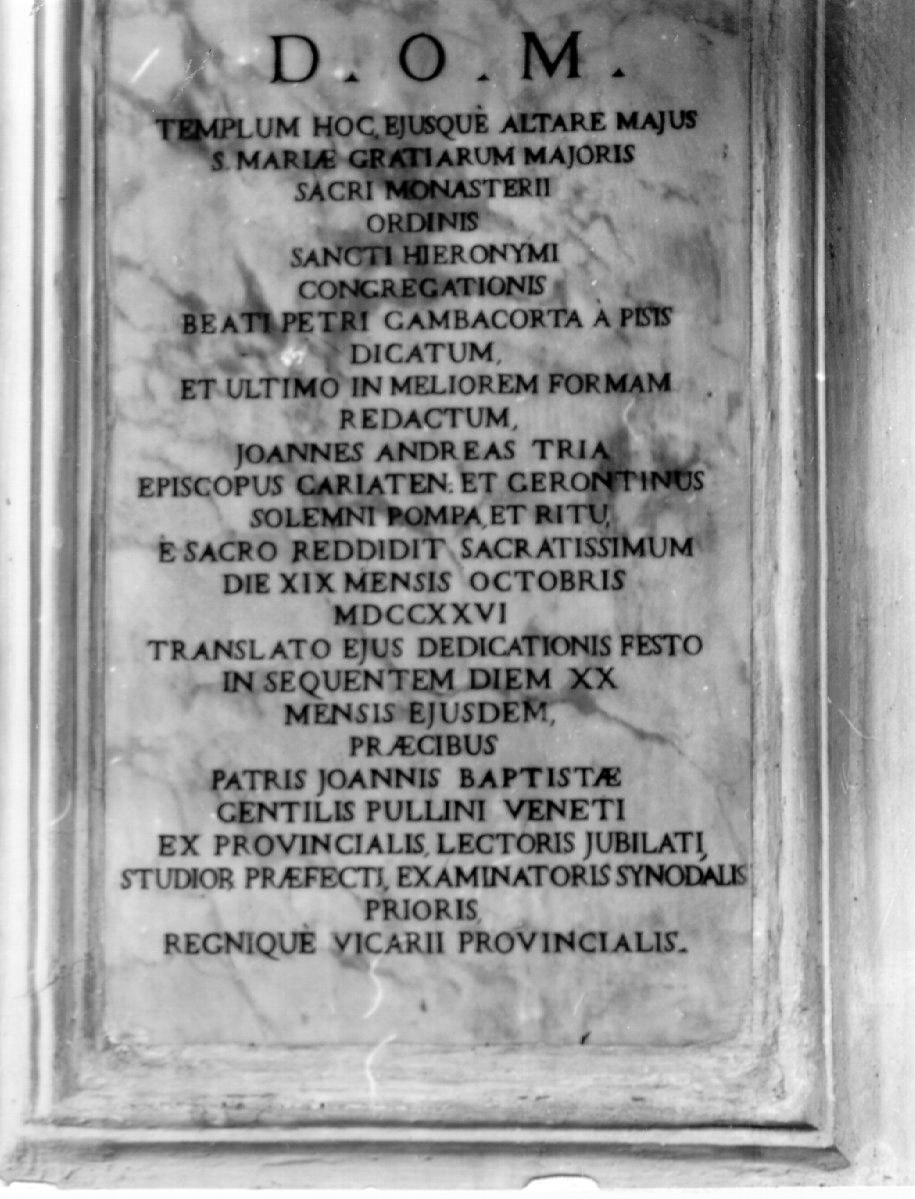 D. O. M.
TEMPLUM HOC, EJUSQUÈ ALTARE MAJUS
S. MARIÆ GRATIARUM MAJORIS
SACRI MONASTERII
ORDINIS
SANCTI HIERONYMI
CONGREGATIONIS
BEATI PETRI GAMBACORTA À PISIS
DICATUM,
ET ULTIMO IN MELIOREM FORMAM
REDACTUM,
JOANNES ANDREAS TRIA
EPISCOPUS CARIATEN: ET GERONTINUS
SOLEMNI POMPA, ET RITU,
È SACRO REDDIDIT SACRATISSIMUM
DIE XIX MENSIS OCTOBRIS
MDCCXXVI
TRANSLATO EJUS DEDICATIONIS FESTO
IN SEQUENTEM DIEM XX
MENSIS EJUSDEM,
PRÆCIBUS
PATRIS JOANNIS BAPTISTÆ
GENTILIS PULLINI VENETI
EX PROVINCIALIS, LECTORIS JUBILATI,
STUDIOR. PRÆFECTI, EXAMINATORIS SYNODALIS
PRIORIS,
REGNIQUÈ VICARII PROVINCIALIS.